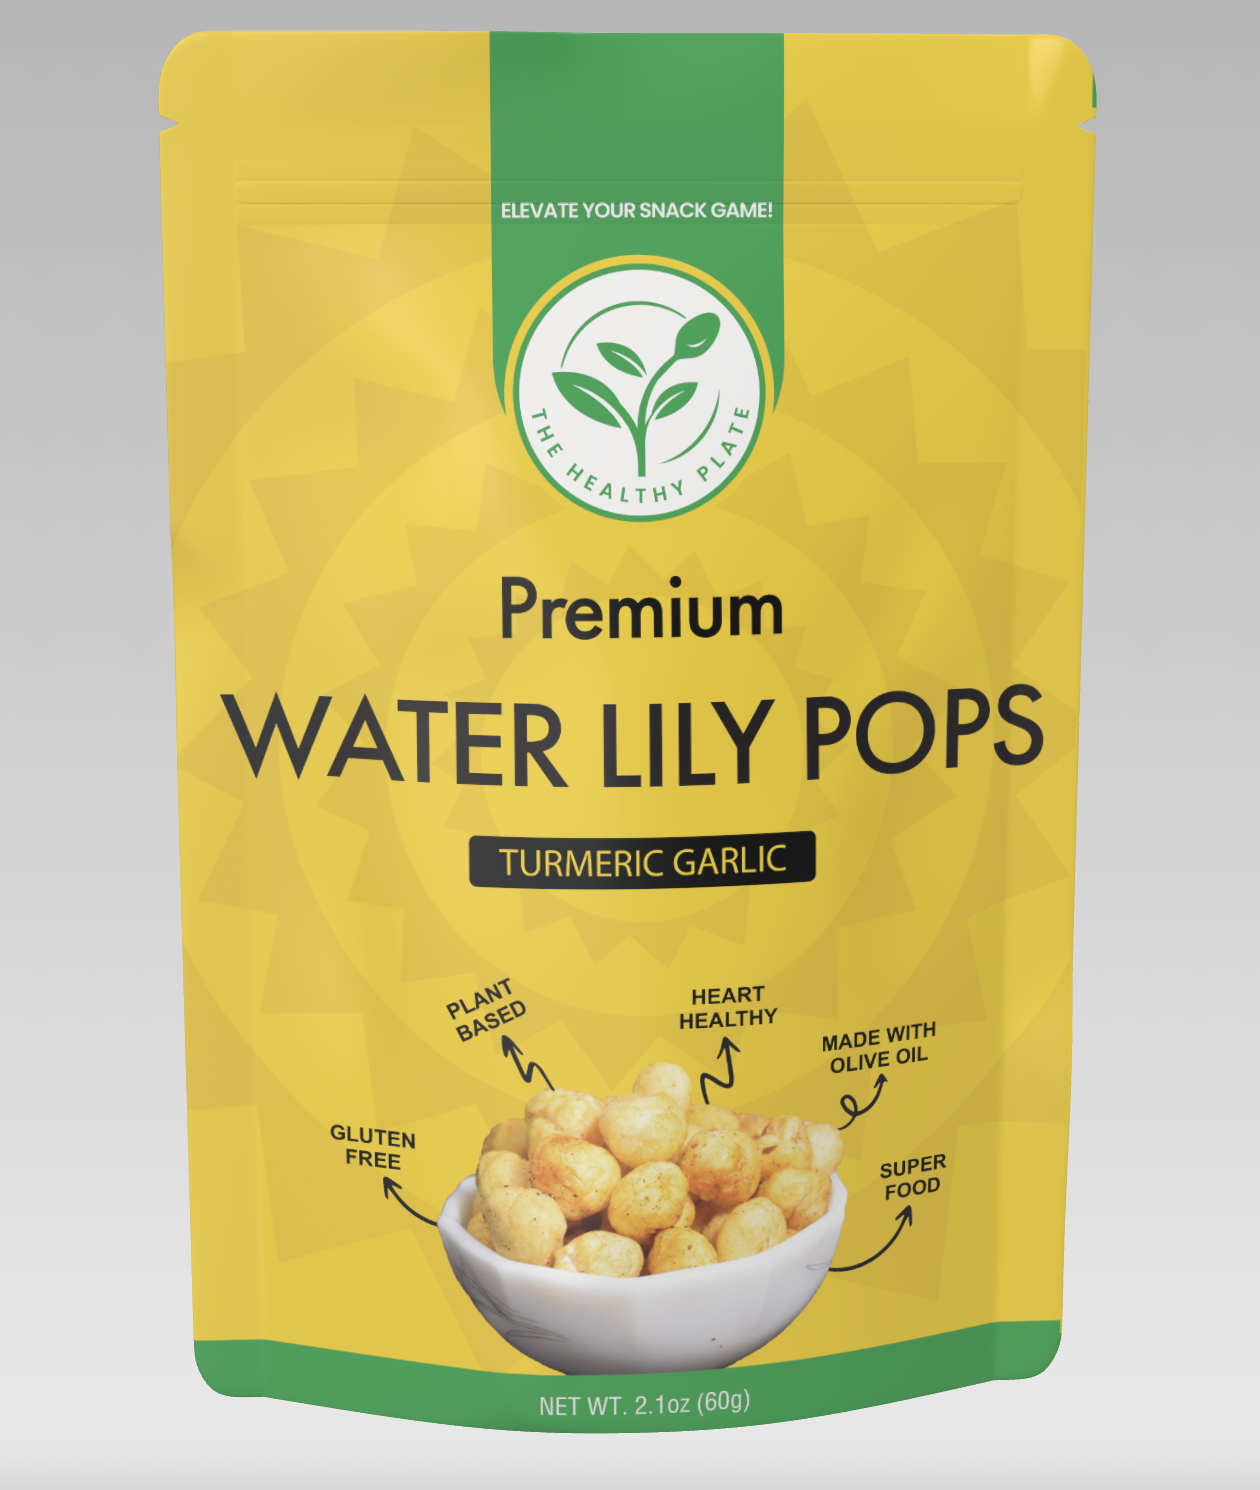 ELEVATE YOUR SNACK GAME!
THE HEALTHY PLATE
Premium
WATER LILY POPS
TURMERIC GARLIC
PLANT
BASED
HEART
HEALTHY
MADE WITH
OLIVE OIL
GLUTEN
FREE
SUPER
FOOD
NET WT. 2.1oz (60g)